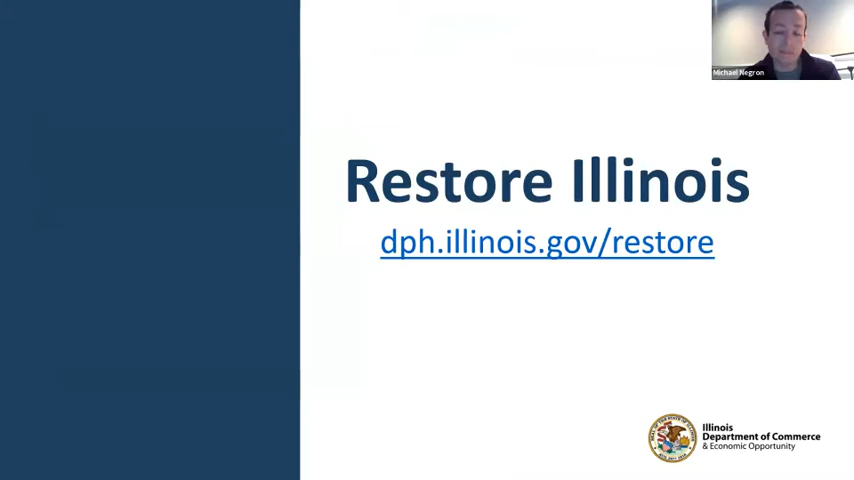 Michael Negron
Restore Illinois
dph.illinois.gov/restore
Illinois
Department of Commerce
& Economic Opportunity